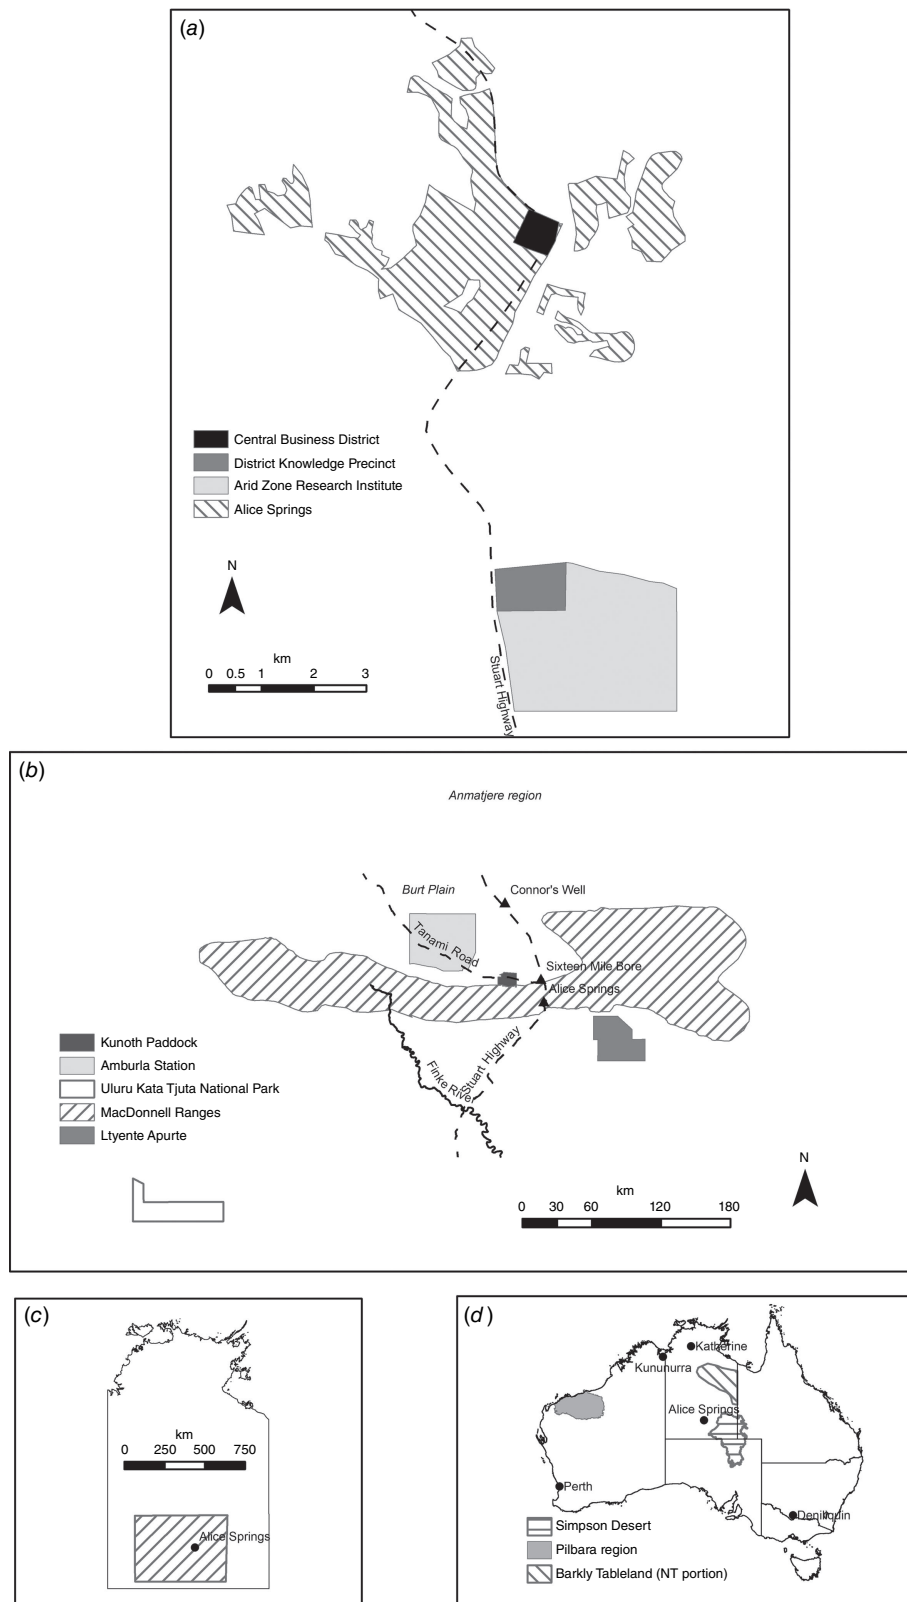 (a)
Central Business District
District Knowledge Precinct
Arid Zone Research Institute
Alice Springs
N
km
0 0.5 1 2 3
Stuart Highway
(b)
Anmatjere region
Burt Plain
Connor's Well
Tanami Road
Sixteen Mile Bore
Alice Springs
Stuart Highway
Finke River
Kunoth Paddock
Amburla Station
Uluru Kata Tjuta National Park
MacDonnell Ranges
Ltyente Apurte
N
km
0 30 60 120 180
(c)
km
0 250 500 750
Alice Springs
(d)
Katherine
Kununurra
Alice Springs
Perth
Deniliquin
Simpson Desert
Pilbara region
Barkly Tableland (NT portion)